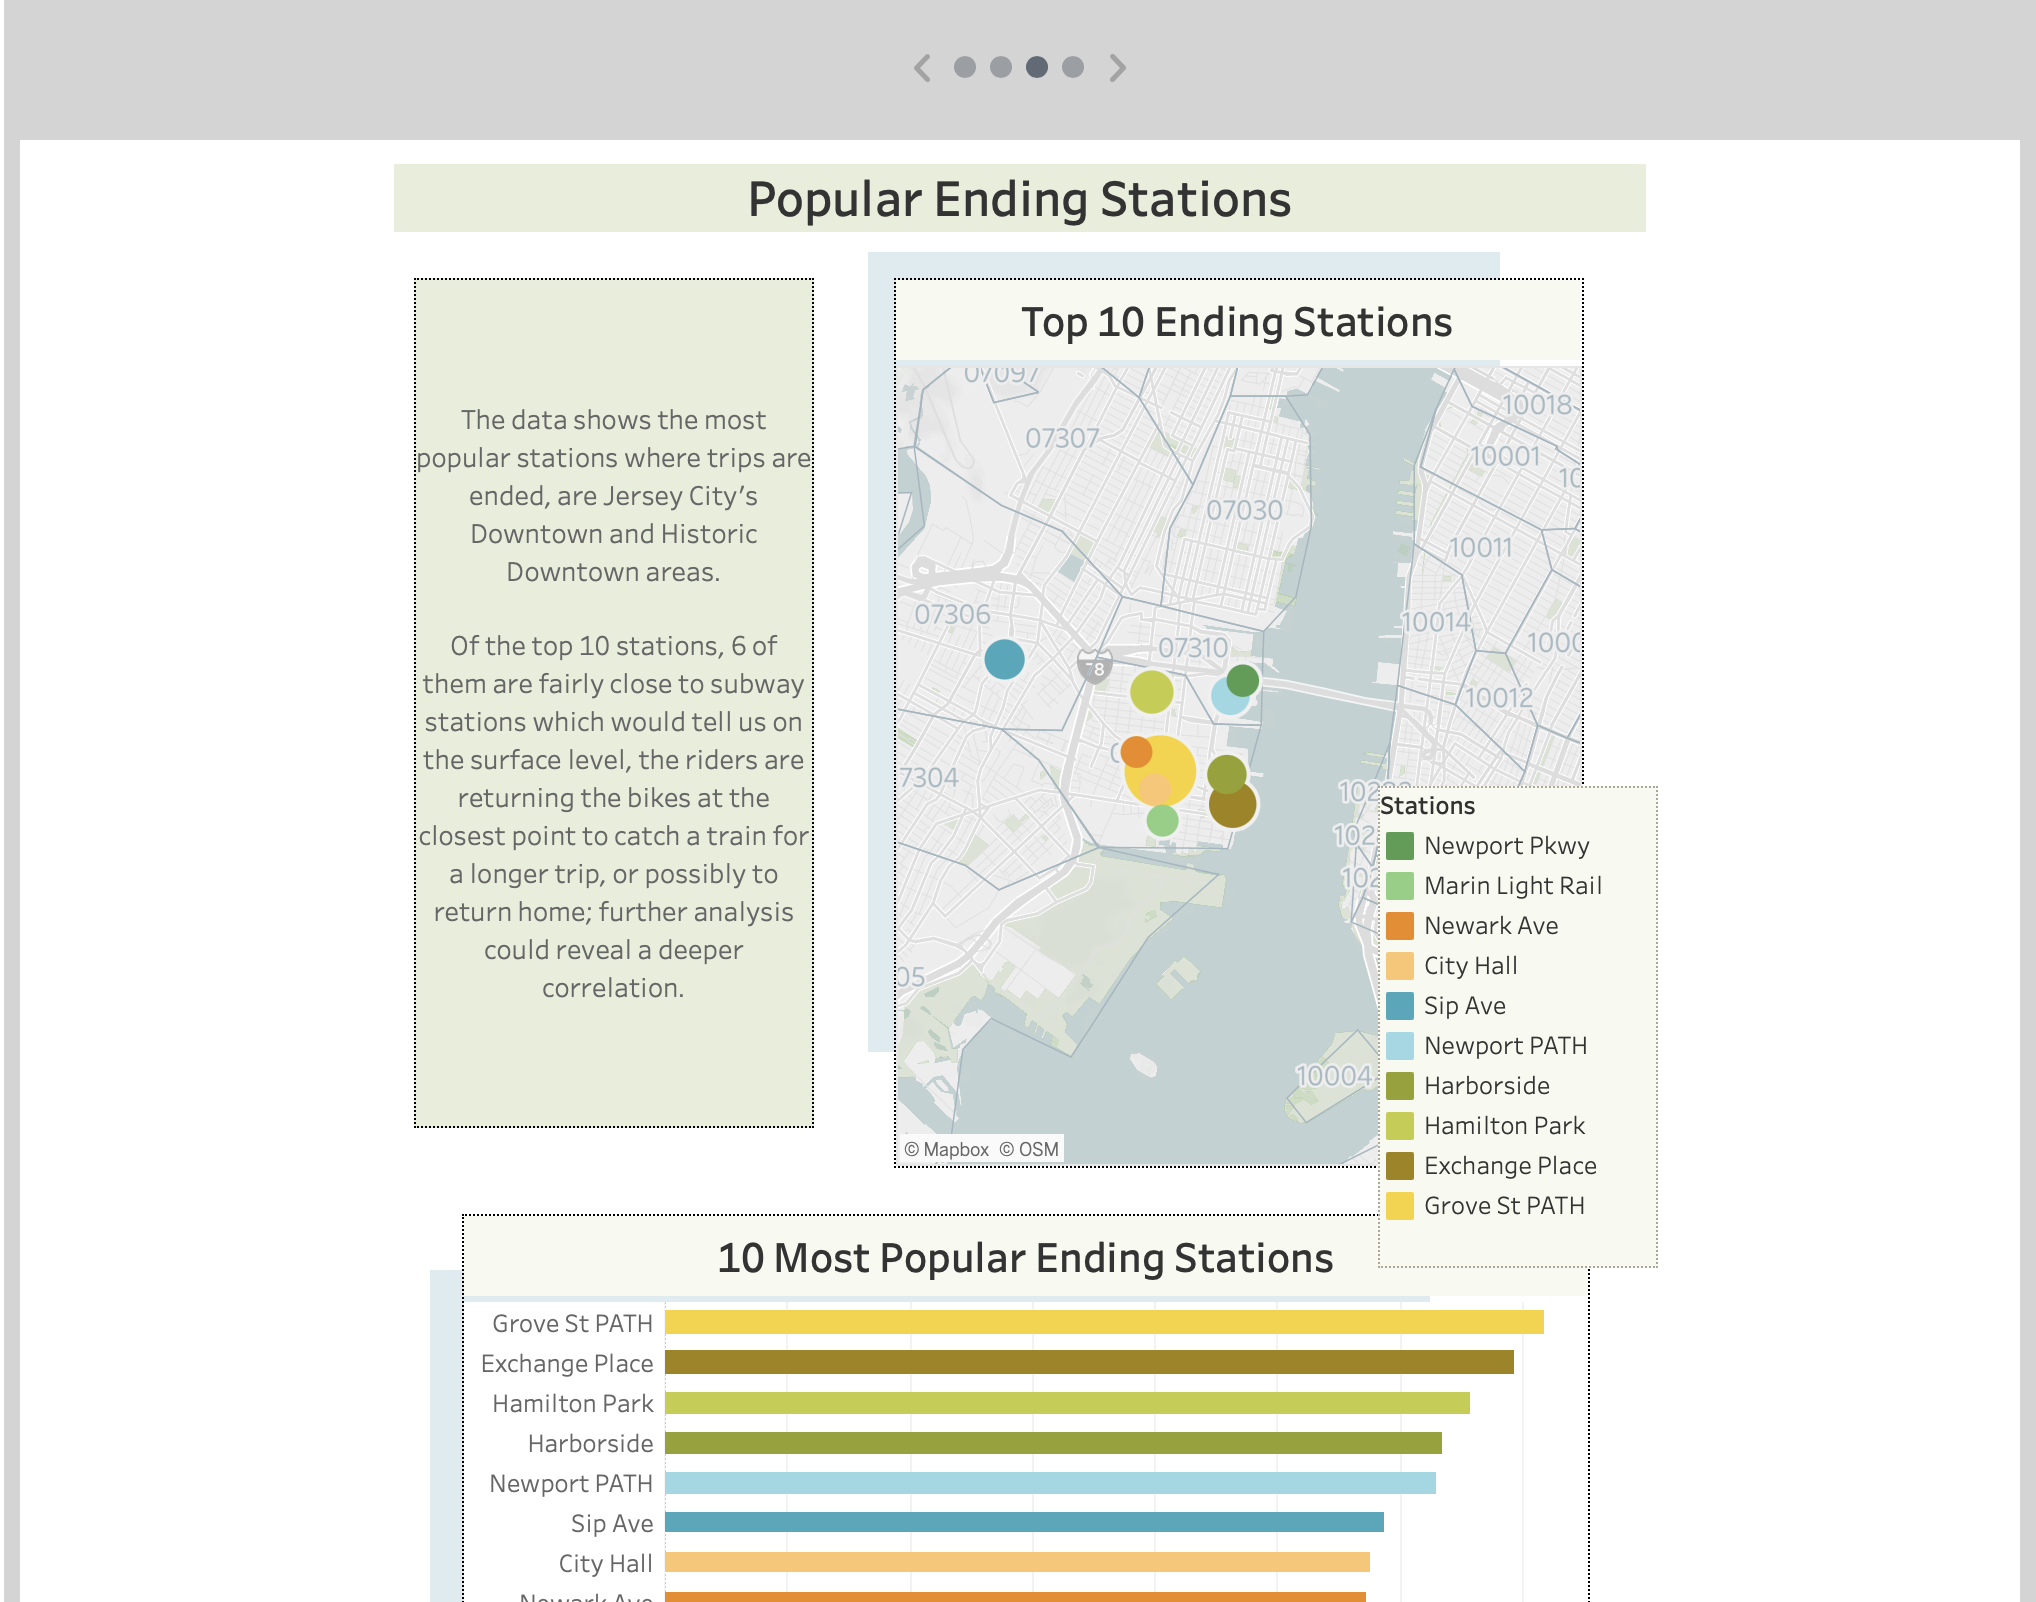 Popular Ending Stations
The data shows the most
popular stations where trips are
ended, are Jersey City's
Downtown and Historic
Downtown areas.
Of the top 10 stations, 6 of
them are fairly close to subway
stations which would tell us on
the surface level, the riders are
returning the bikes at the
closest point to catch a train for
a longer trip, or possibly to
return home; further analysis
could reveal a deeper
correlation.
Top 10 Ending Stations
07097
10018
07307
10001
07030
10011
07306
10014
07310
78
10012
7304
05
10004
© Mapbox © OSM
Stations
Newport Pkwy
Marin Light Rail
Newark Ave
City Hall
Sip Ave
Newport PATH
Harborside
Hamilton Park
Exchange Place
Grove St PATH
10 Most Popular Ending Stations
Grove St PATH
Exchange Place
Hamilton Park
Harborside
Newport PATH
Sip Ave
City Hall
Newark Ave